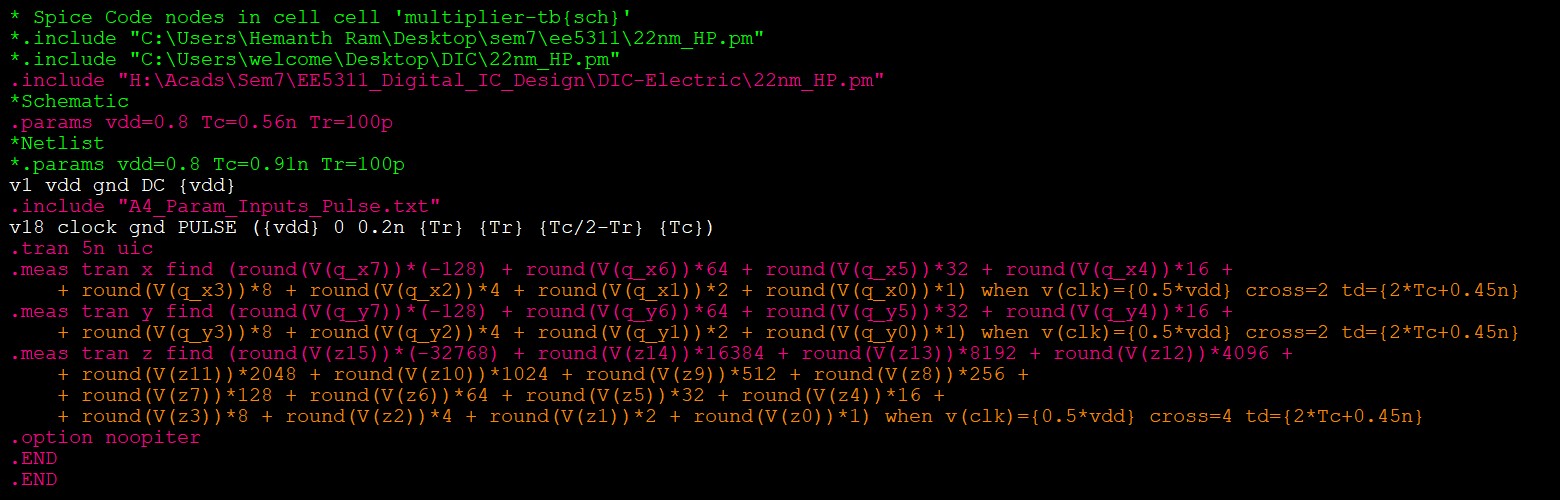 * Spice Code nodes in cell cell 'multiplier-tb{sch}'
*.include "C:\Users\Hemanth Ram\Desktop\sem7\ee5311\22nm_HP.pm"
*.include "C:\Users\welcome\Desktop\DIC\22nm_HP.pm"
.include "H:\Acads\Sem7\EE5311_Digital_IC_Design\DIC-Electric\22nm_HP.pm"
*Schematic
.params vdd=0.8 Tc=0.56n Tr=100p
*Netlist
*.params vdd=0.8 Tc=0.91n Tr=100p
v1 vdd gnd DC {vdd}
.include "A4_Param_Inputs_Pulse.txt"
v18 clock gnd PULSE ({vdd} 0 0.2n {Tr} {Tr} {Tc/2-Tr} {Tc})
.tran 5n uic
.meas tran x find (round(V(q_x7))*(-128) + round(V(q_x6))*64 + round(V(q_x5))*32 + round(V(q_x4))*16 +
+ round(V(q_x3))*8 + round(V(q_x2))*4 + round(V(q_x1))*2 + round(V(q_x0))*1) when v(clk)={0.5*vdd} cross=2 td={2*Tc+0.45n}
.meas tran y find (round(V(q_y7))*(-128) + round(V(q_y6))*64 + round(V(q_y5))*32 + round(V(q_y4))*16 +
+ round(V(q_y3))*8 + round(V(q_y2))*4 + round(V(q_y1))*2 + round(V(q_y0))*1) when v(clk)={0.5*vdd} cross=2 td={2*Tc+0.45n}
.meas tran z find (round(V(z15))*(-32768) + round(V(z14))*16384 + round(V(z13))*8192 + round(V(z12))*4096 +
+ round(V(z11))*2048 + round(V(z10))*1024 + round(V(z9))*512 + round(V(z8))*256 +
+ round(V(z7))*128 + round(V(z6))*64 + round(V(z5))*32 + round(V(z4))*16 +
+ round(V(z3))*8 + round(V(z2))*4 + round(V(z1))*2 + round(V(z0))*1) when v(clk)={0.5*vdd} cross=4 td={2*Tc+0.45n}
.option noopiter
.END
.END